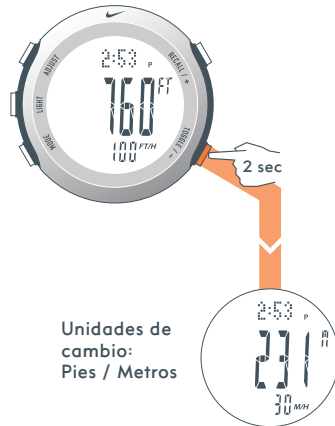 ADJUST
RECALL / +
LIGHT
MODE
TOGGLE / -
2:53 P
760 FT
100 FT/H
2 sec
2:53 P
231 M
30 M/H
Unidades de
cambio:
Pies / Metros